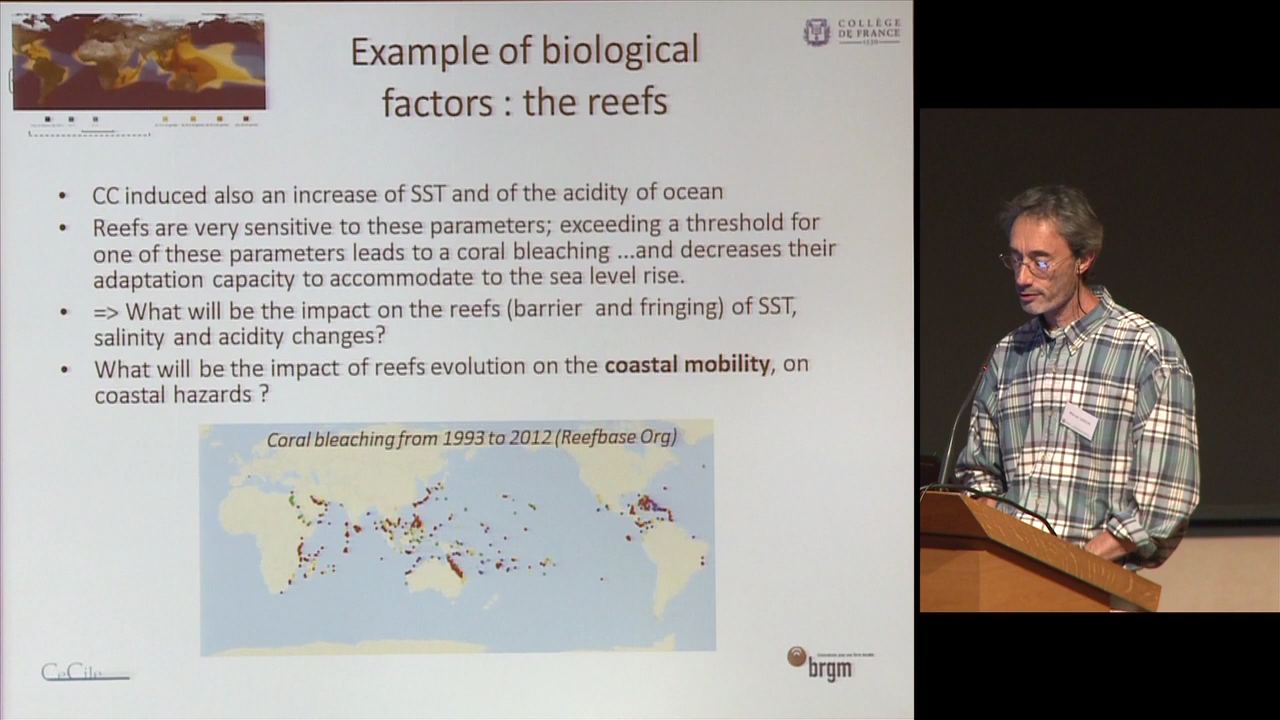 COLLÈGE
DE FRANCE
1530
Example of biological
factors : the reefs
• CC induced also an increase of SST and of the acidity of ocean
• Reefs are very sensitive to these parameters; exceeding a threshold for
one of these parameters leads to a coral bleaching ...and decreases their
adaptation capacity to accommodate to the sea level rise.
• => What will be the impact on the reefs (barrier and fringing) of SST,
salinity and acidity changes?
• What will be the impact of reefs evolution on the coastal mobility, on
coastal hazards ?
Coral bleaching from 1993 to 2012 (Reefbase Org)
CeCile
brgm